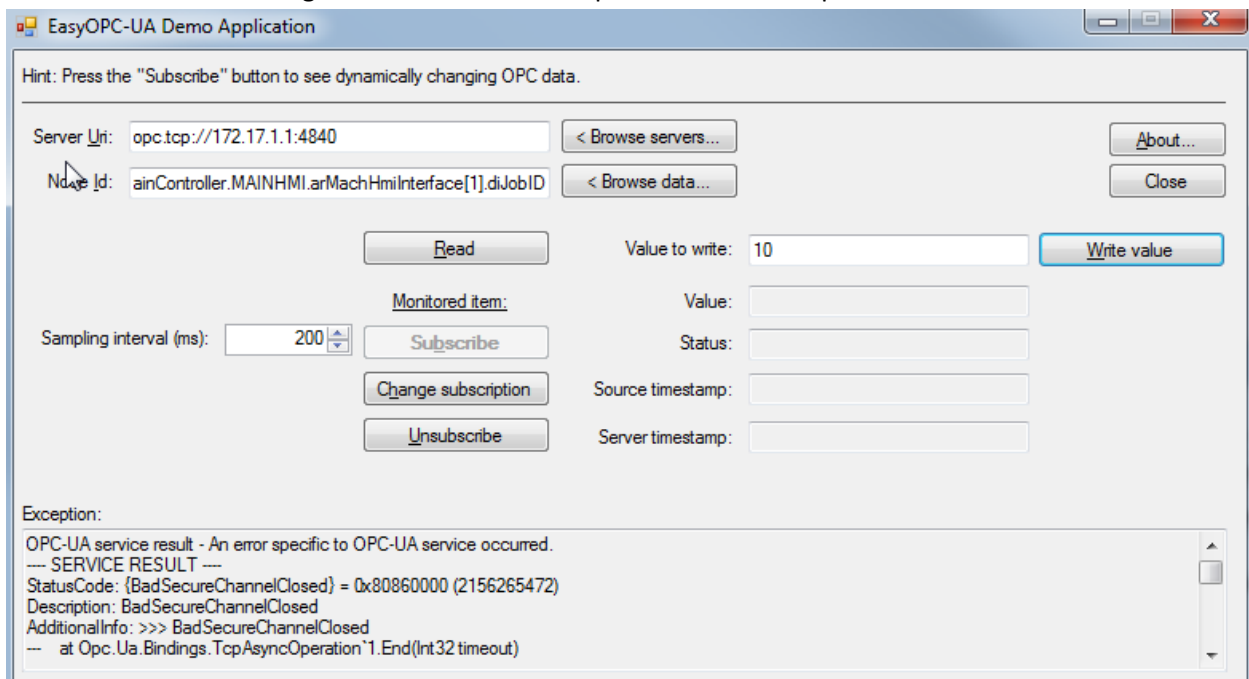 EasyOPC-UA Demo Application
Hint: Press the "Subscribe" button to see dynamically changing OPC data.
Server Uri: opc.tcp://172.17.1.1:4840 < Browse servers... About...
Id: ainController.MAINHMI.arMachHmiInterface[1].diJobID < Browse data... Close
Read Value to write: 10 Write value
Monitored item: Value:
Sampling interval (ms): 200 Subscribe Status:
Change subscription Source timestamp:
Unsubscribe Server timestamp:
Exception:
OPC-UA service result - An error specific to OPC-UA service occurred.
---- SERVICE RESULT ----
StatusCode: {BadSecureChannelClosed} = 0x80860000 (2156265472)
Description: BadSecureChannelClosed
AdditionalInfo: >>> BadSecureChannelClosed
--- at Opc.Ua.Bindings.TcpAsyncOperation`1.End(Int32 timeout)